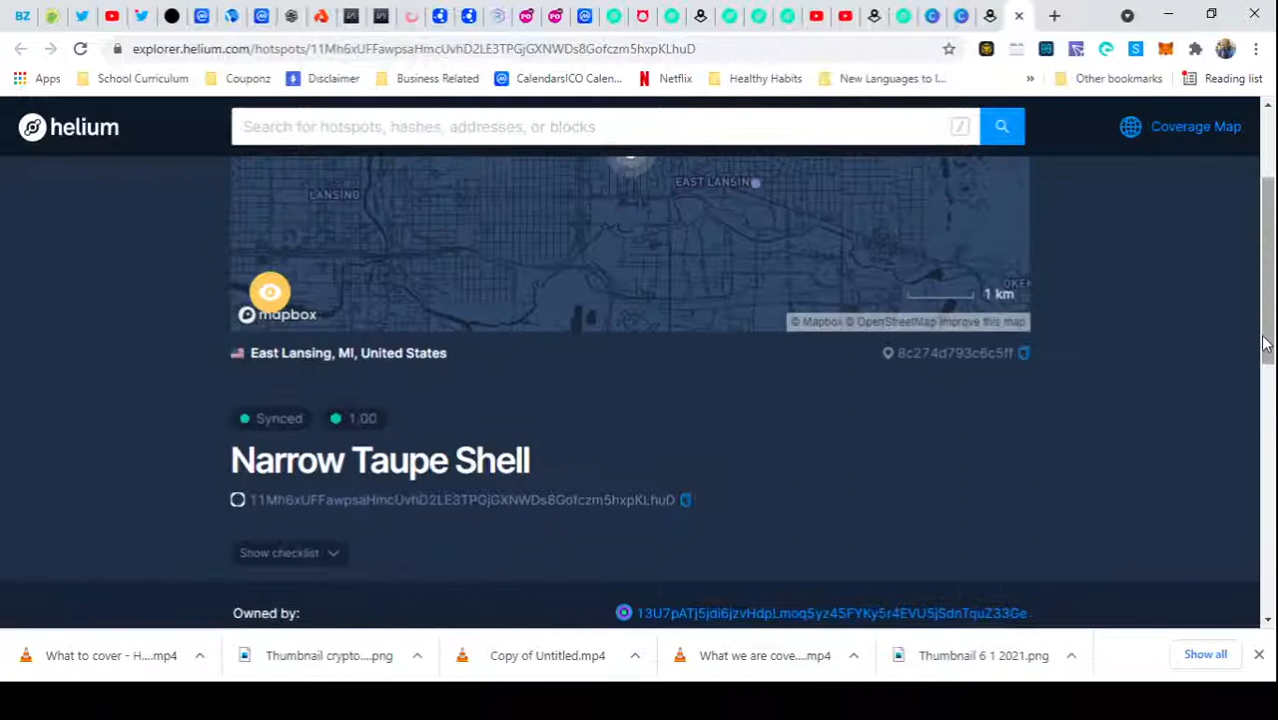 explorer.helium.com/hotspots/11Mh6xUFFawpsaHmcUvhD2LE3TPGjGXNWDs8Gofczm5hxpKLhuD
Apps School Curriculum Couponz Disclaimer Business Related CalendarsICO Calen... Netflix Healthy Habits New Languages to l... » Other bookmarks Reading list
helium Search for hotspots, hashes, addresses, or blocks / Coverage Map
LANSING EAST LANSIN
1 km
mapbox © Mapbox © OpenStreetMap Improve this map
East Lansing, MI, United States 8c274d793c6c5ff
Synced 1.00
Narrow Taupe Shell
11Mh6xUFFawpsaHmcUvhD2LE3TPGjGXNWDs8Gofczm5hxpKLhuD
Show checklist
Owned by: 13U7pATj5jdi6jzvHdpLmoq5yz45FYKy5r4EVU5jSdnTquZ33Ge
What to cover - H....mp4 Thumbnail crypto....png Copy of Untitled.mp4 What we are cove....mp4 Thumbnail 6 1 2021.png Show all